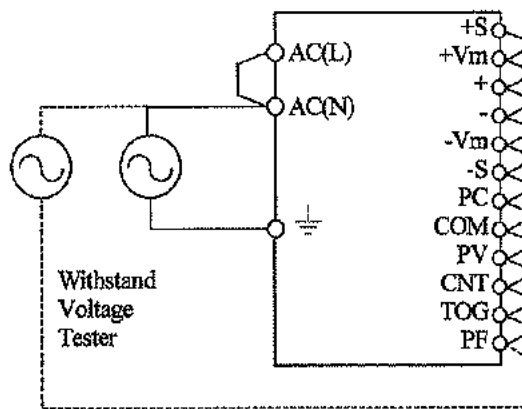 +S
AC(L)
+Vm
+
AC(N)
-
-Vm
-S
PC
COM
PV
Withstand
Voltage
Tester
CNT
TOG
PF